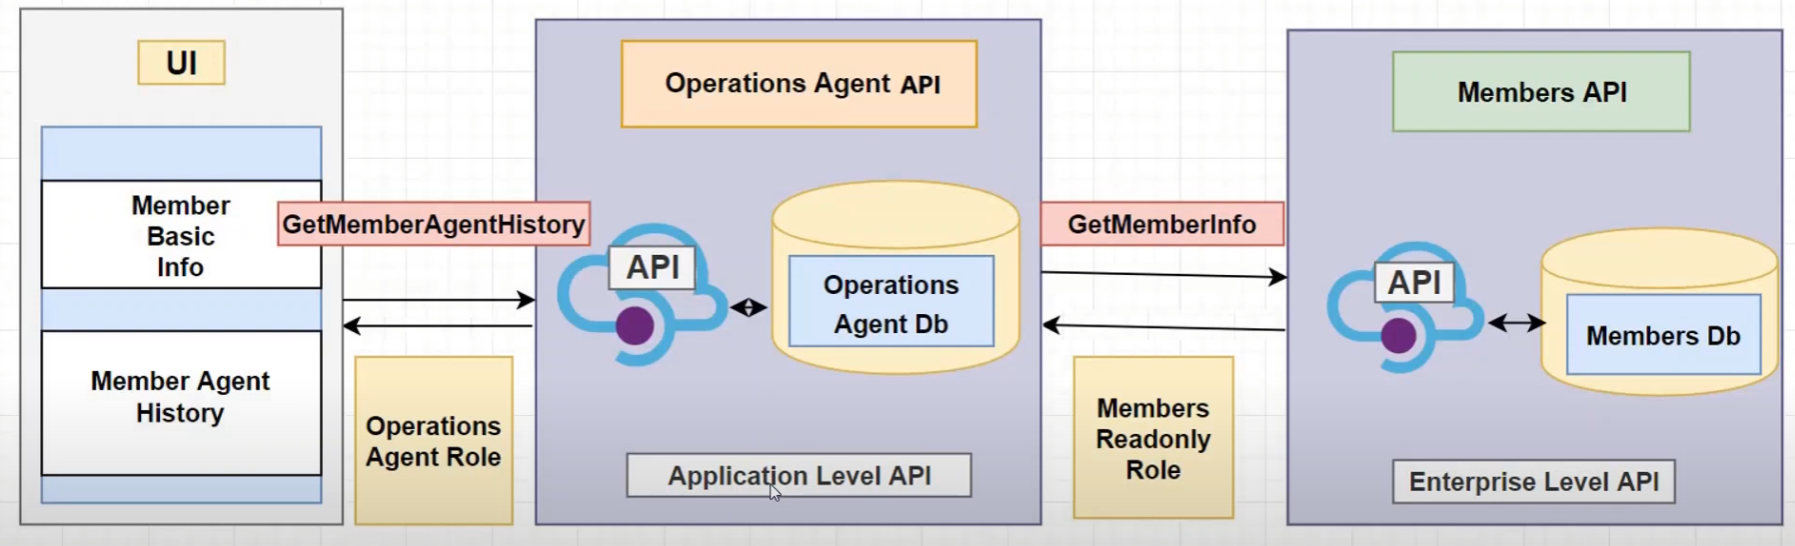 UI
Member
Basic
Info
Member Agent
History
GetMemberAgentHistory
Operations
Agent Role
Operations Agent API
API
Operations
Agent Db
Application Level API
GetMemberInfo
Members
Readonly
Role
Members API
API
Members Db
Enterprise Level API